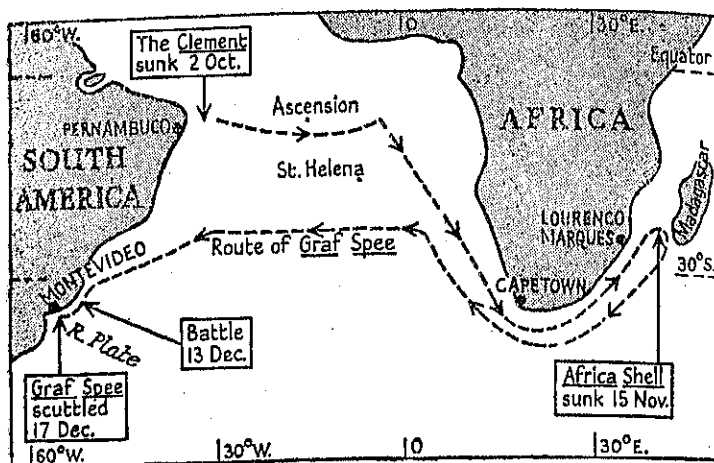 60°W.
0
30°E.
The Clement
sunk 2 Oct.
Equator
Ascension
AFRICA
PERNAMBUCO
SOUTH
AMERICA
St. Helena
Madagascar
LOURENCO
MARQUES
Route of Graf Spee
MONTEVIDEO
CAPETOWN
30°S.
R. Plate
Battle
13 Dec.
Graf Spee
scuttled
17 Dec.
Africa Shell
sunk 15 Nov.
60°W.
30°W.
0
30°E.